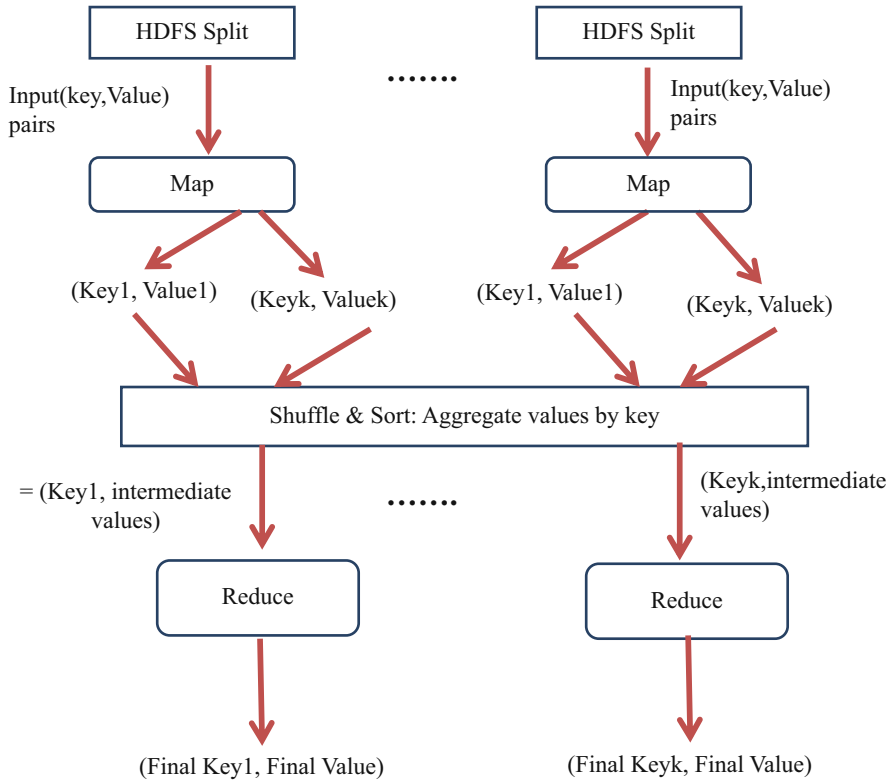 HDFS Split
HDFS Split
.......
Input(key,Value)
pairs
Input(key,Value)
pairs
Map
Map
(Key1, Value1)
(Keyk, Valuek)
(Key1, Value1)
(Keyk, Valuek)
Shuffle & Sort: Aggregate values by key
= (Key1, intermediate
values)
.......
(Keyk,intermediate
values)
Reduce
Reduce
(Final Key1, Final Value)
(Final Keyk, Final Value)